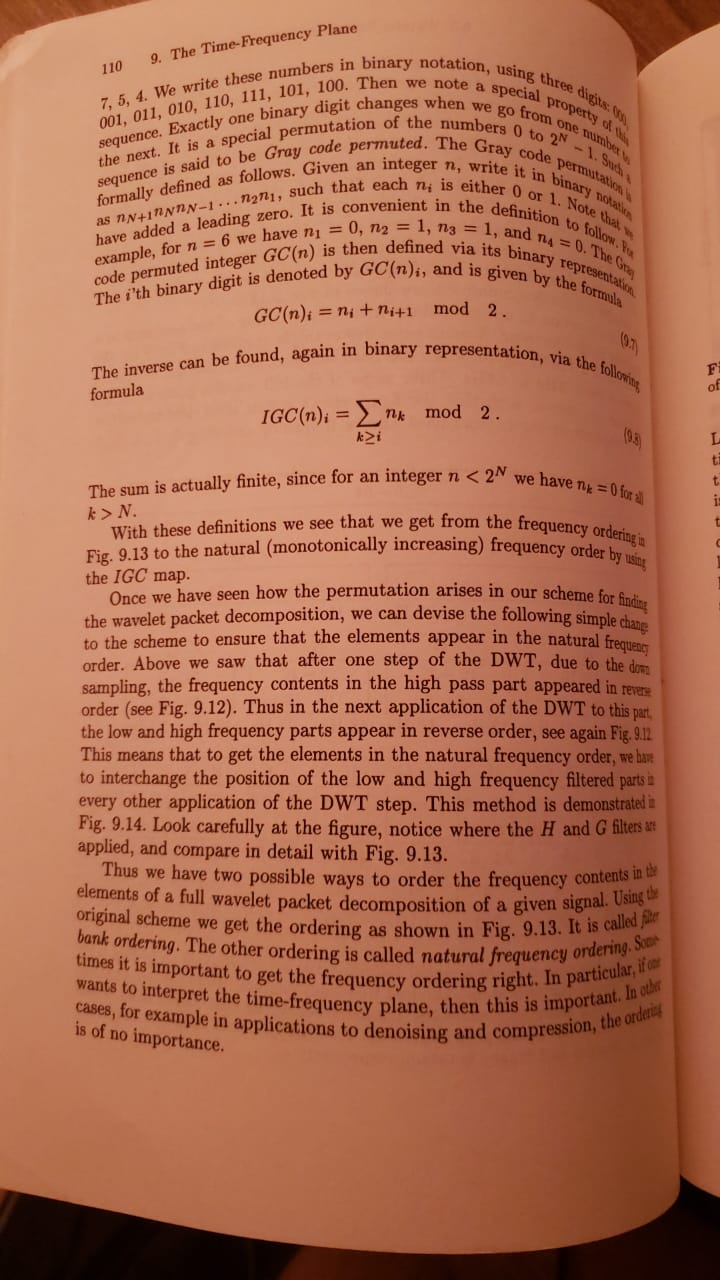 110 9. The Time-Frequency Plane
7, 5, 4. We write these numbers in binary notation, using three digits: 000,
001, 011, 010, 110, 111, 101, 100. Then we note a special property of this
sequence. Exactly one binary digit changes when we go from one number to
the next. It is a special permutation of the numbers 0 to 2^N − 1. Such a
sequence is said to be Gray code permuted. The Gray code permutation is
formally defined as follows. Given an integer n, write it in binary notation
as n_{N+1}n_Nn_{N−1} ... n_2n_1, such that each n_i is either 0 or 1. Note that we
have added a leading zero. It is convenient in the definition to follow. For
example, for n = 6 we have n_1 = 0, n_2 = 1, n_3 = 1, and n_4 = 0. The Gray
code permuted integer GC(n) is then defined via its binary representation.
The i'th binary digit is denoted by GC(n)_i, and is given by the formula
GC(n)_i = n_i + n_{i+1} mod 2 . (9.7)
The inverse can be found, again in binary representation, via the following
formula
IGC(n)_i = ∑_{k≥i} n_k mod 2 . (9.8)
The sum is actually finite, since for an integer n < 2^N we have n_k = 0 for all
k > N.
With these definitions we see that we get from the frequency ordering in
Fig. 9.13 to the natural (monotonically increasing) frequency order by using
the IGC map.
Once we have seen how the permutation arises in our scheme for finding
the wavelet packet decomposition, we can devise the following simple change
to the scheme to ensure that the elements appear in the natural frequency
order. Above we saw that after one step of the DWT, due to the down
sampling, the frequency contents in the high pass part appeared in reverse
order (see Fig. 9.12). Thus in the next application of the DWT to this part,
the low and high frequency parts appear in reverse order, see again Fig. 9.12.
This means that to get the elements in the natural frequency order, we have
to interchange the position of the low and high frequency filtered parts in
every other application of the DWT step. This method is demonstrated in
Fig. 9.14. Look carefully at the figure, notice where the H and G filters are
applied, and compare in detail with Fig. 9.13.
Thus we have two possible ways to order the frequency contents in the
elements of a full wavelet packet decomposition of a given signal. Using the
original scheme we get the ordering as shown in Fig. 9.13. It is called filter
bank ordering. The other ordering is called natural frequency ordering. Some-
times it is important to get the frequency ordering right. In particular, if one
wants to interpret the time-frequency plane, then this is important. In other
cases, for example in applications to denoising and compression, the ordering
is of no importance.